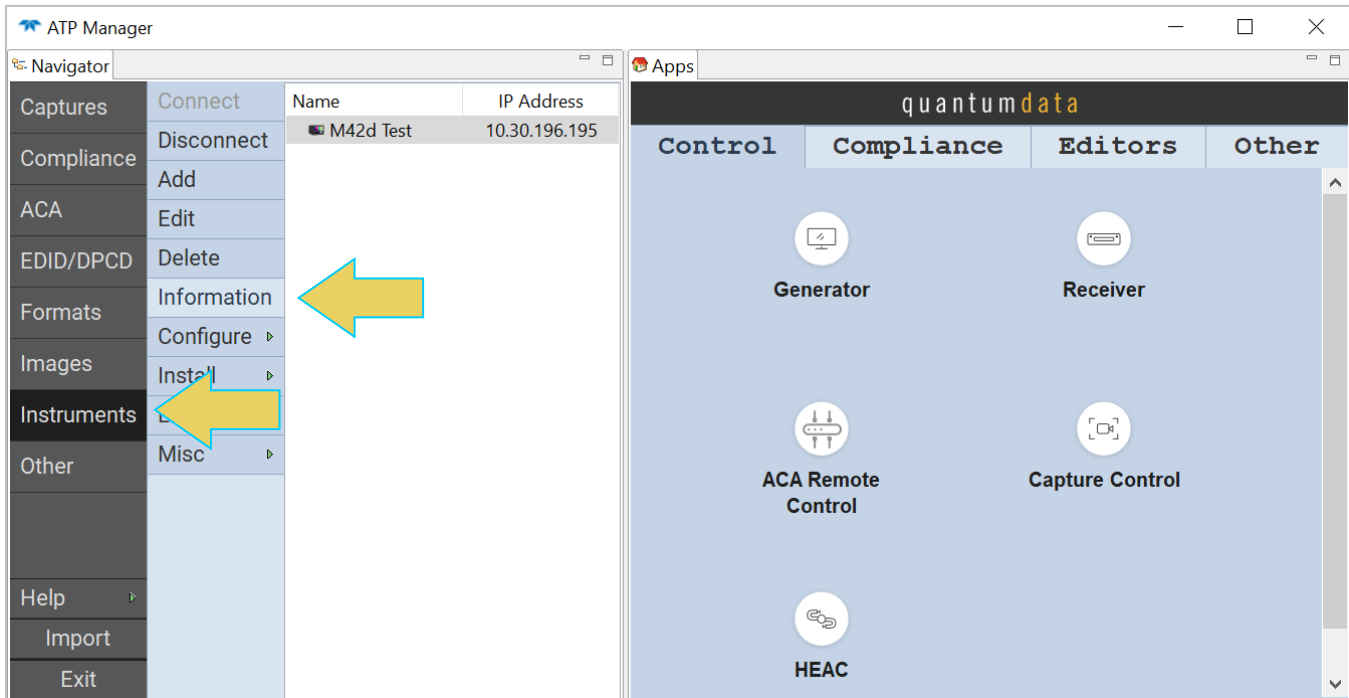 ATP Manager
Navigator
Captures
Compliance
ACA
EDID/DPCD
Formats
Images
Instruments
Other
Help
Import
Exit
Connect
Disconnect
Add
Edit
Delete
Information
Configure
Install
Misc
Name IP Address
M42d Test 10.30.196.195
Apps
quantumdata
Control Compliance Editors Other
Generator
Receiver
ACA Remote
Control
Capture Control
HEAC